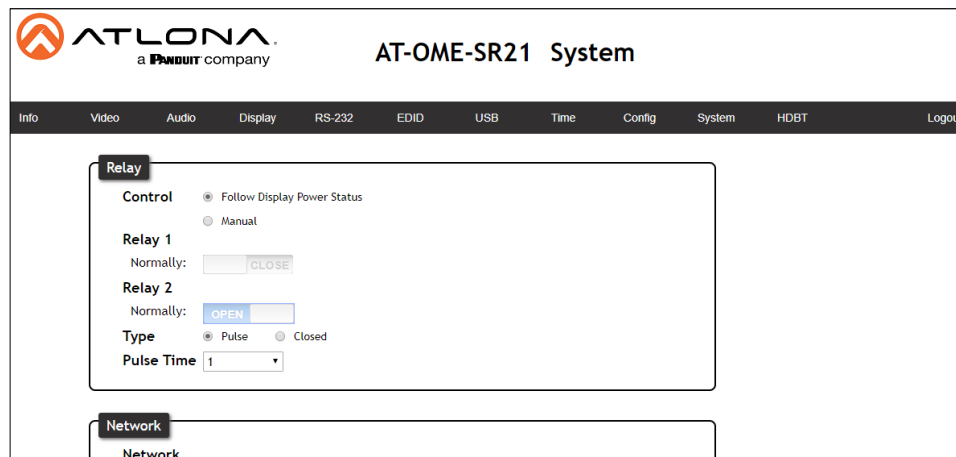 ATLONA.
a PANDUIT company
AT-OME-SR21 System
Info Video Audio Display RS-232 EDID USB Time Config System HDBT Logou
Relay
Control Follow Display Power Status
Manual
Relay 1
Normally: CLOSE
Relay 2
Normally: OPEN
Type Pulse Closed
Pulse Time 1
Network
Network